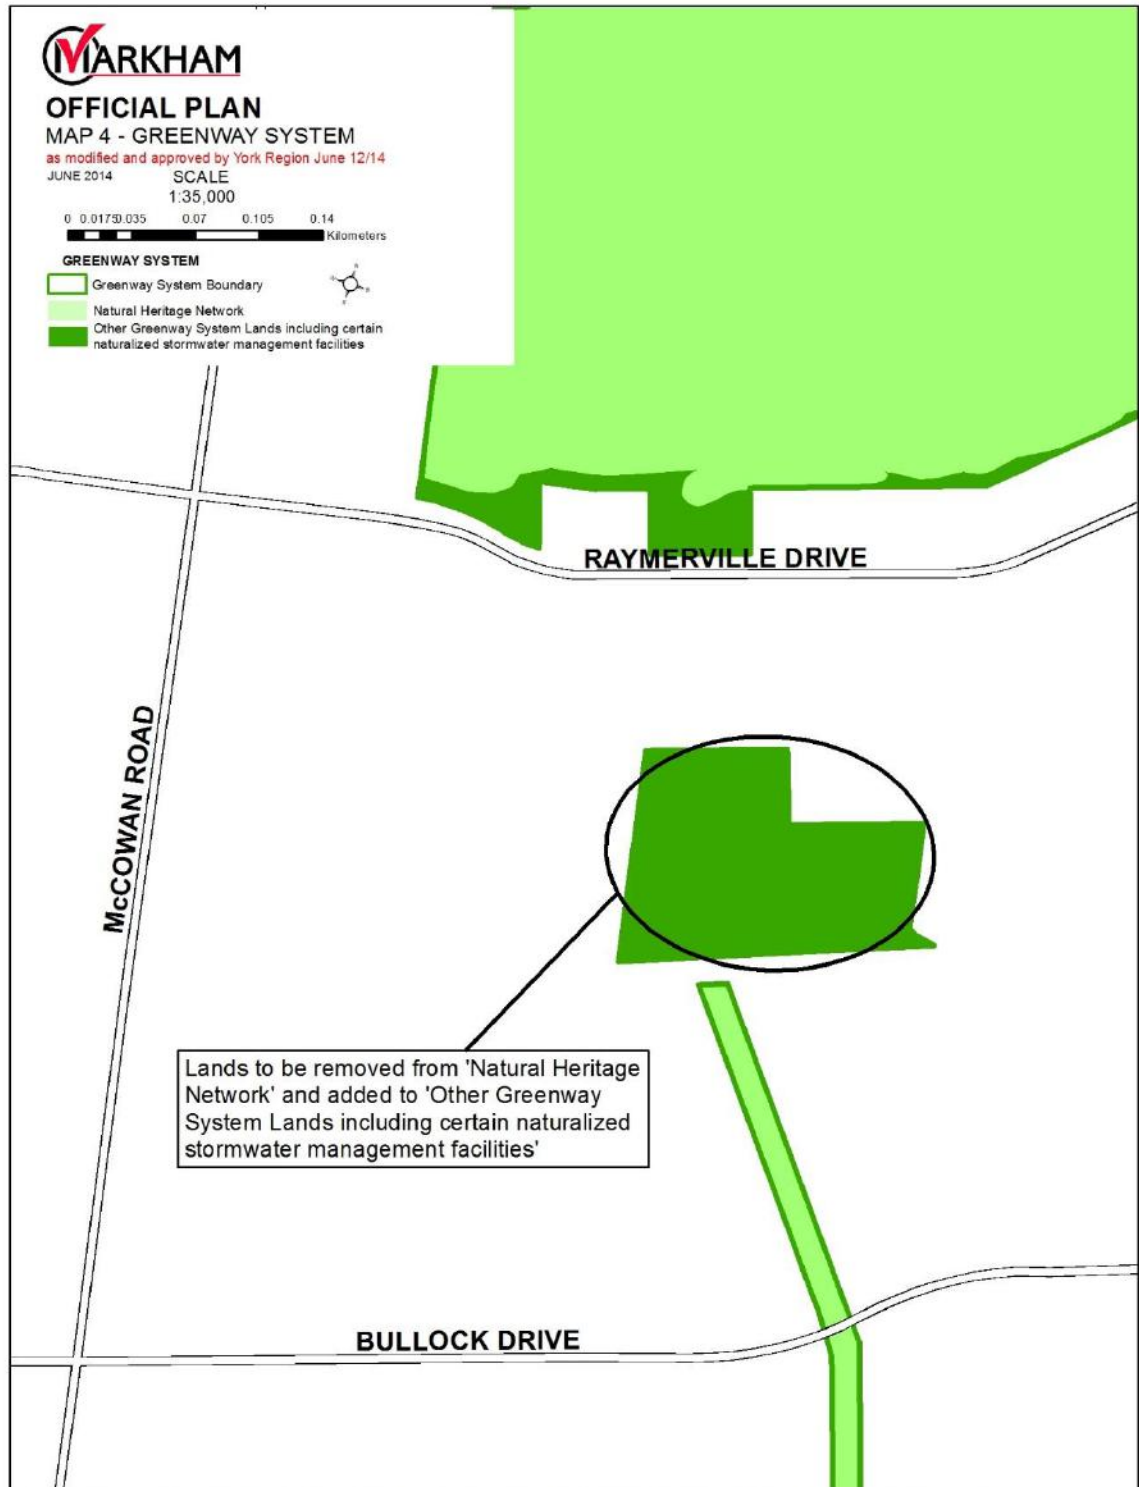 MARKHAM
OFFICIAL PLAN
MAP 4 - GREENWAY SYSTEM
as modified and approved by York Region June 12/14
JUNE 2014 SCALE
1:35,000
0 0.0175 0.035 0.07 0.105 0.14
Kilometers
GREENWAY SYSTEM
Greenway System Boundary
Natural Heritage Network
Other Greenway System Lands including certain
naturalized stormwater management facilities
RAYMERVILLE DRIVE
McCOWAN ROAD
Lands to be removed from 'Natural Heritage
Network' and added to 'Other Greenway
System Lands including certain naturalized
stormwater management facilities'
BULLOCK DRIVE